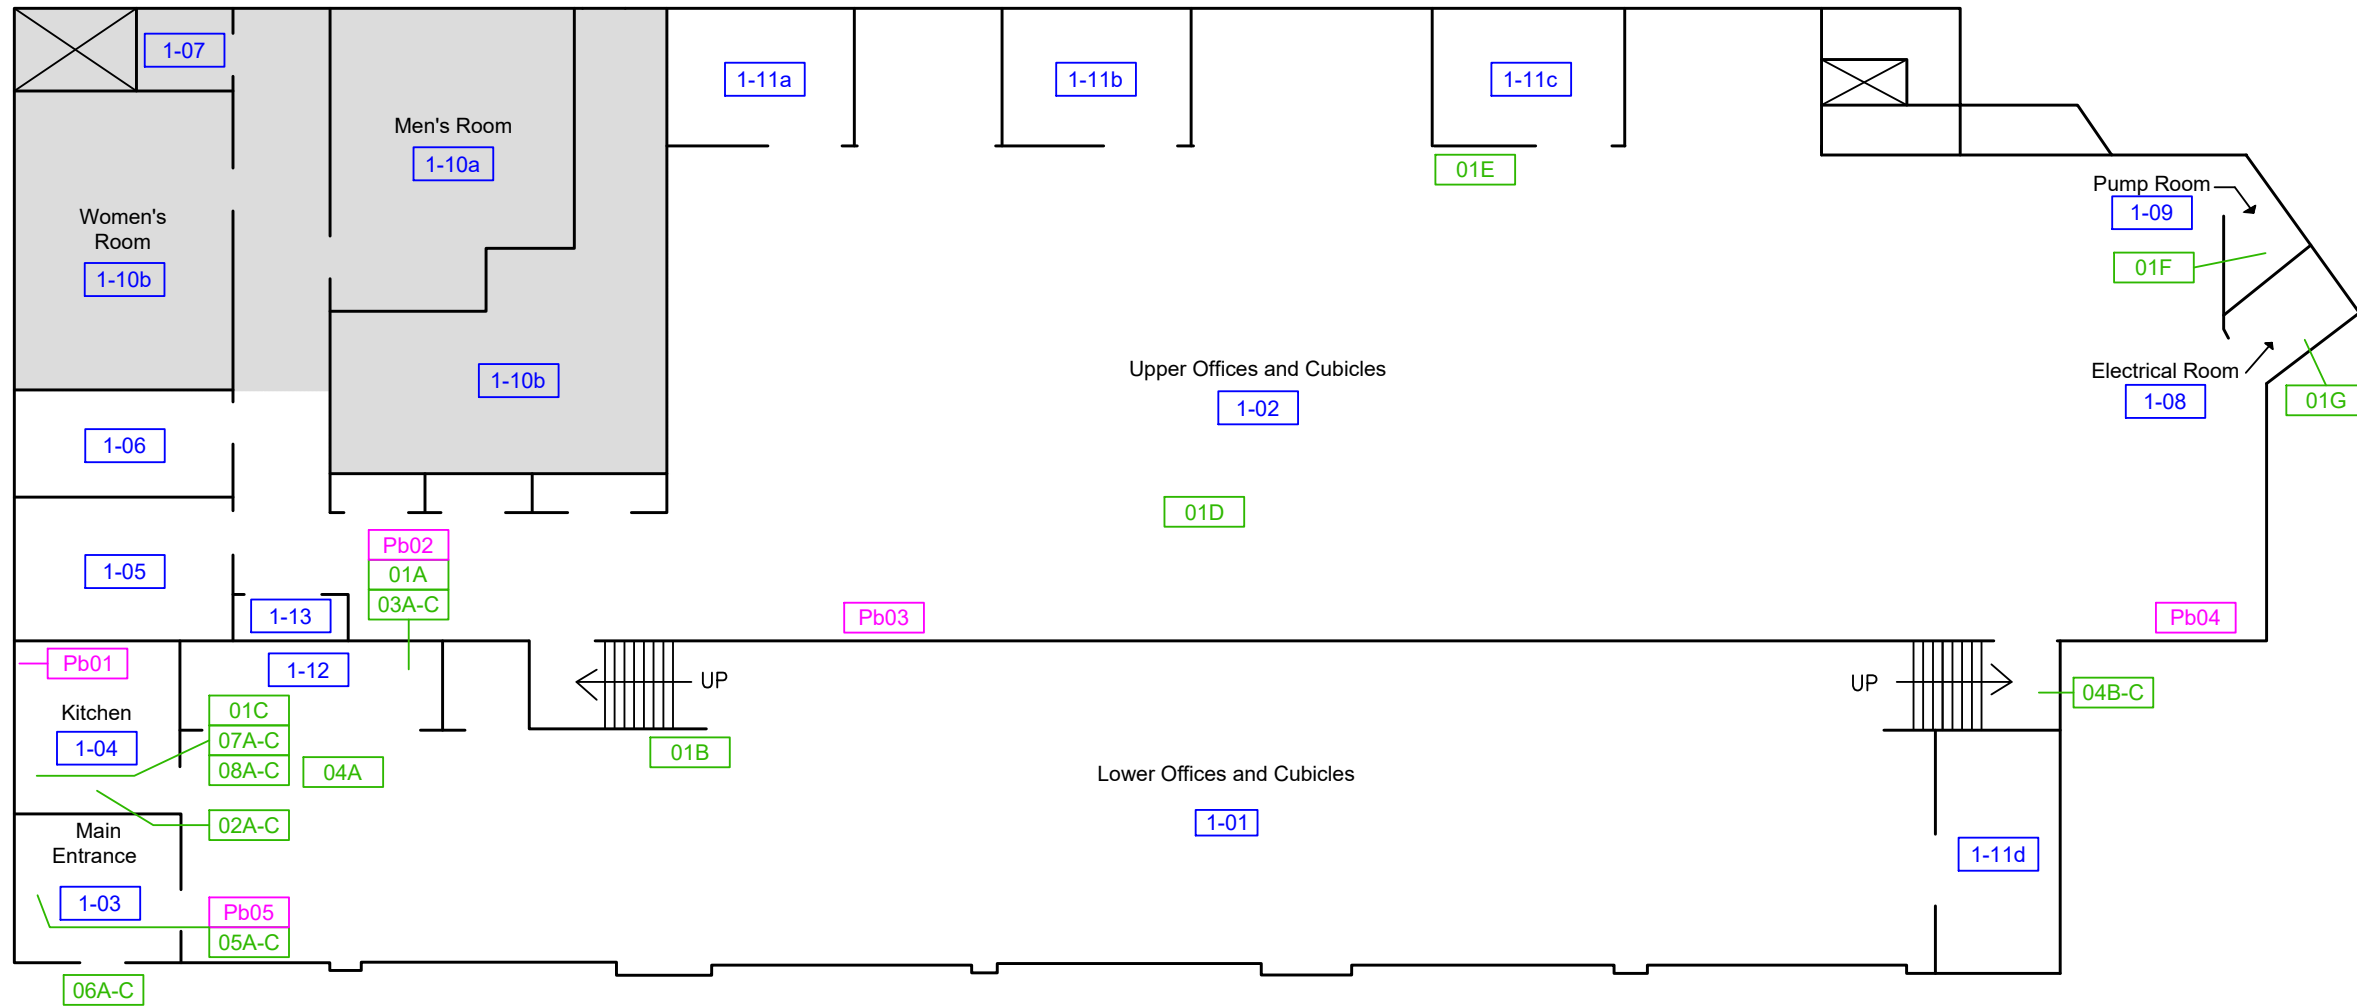 1-07
1-11a
1-11b
1-11c
Men's Room
1-10a
01E
Pump Room
1-09
Women's
Room
1-10b
01F
Upper Offices and Cubicles
1-02
Electrical Room
1-08
01G
1-10b
1-06
01D
Pb02
01A
03A-C
1-05
1-13
Pb03
Pb04
Pb01
1-12
UP
UP
04B-C
Kitchen
1-04
01C
07A-C
08A-C
04A
01B
Lower Offices and Cubicles
1-01
02A-C
Main
Entrance
1-03
Pb05
05A-C
1-11d
06A-C